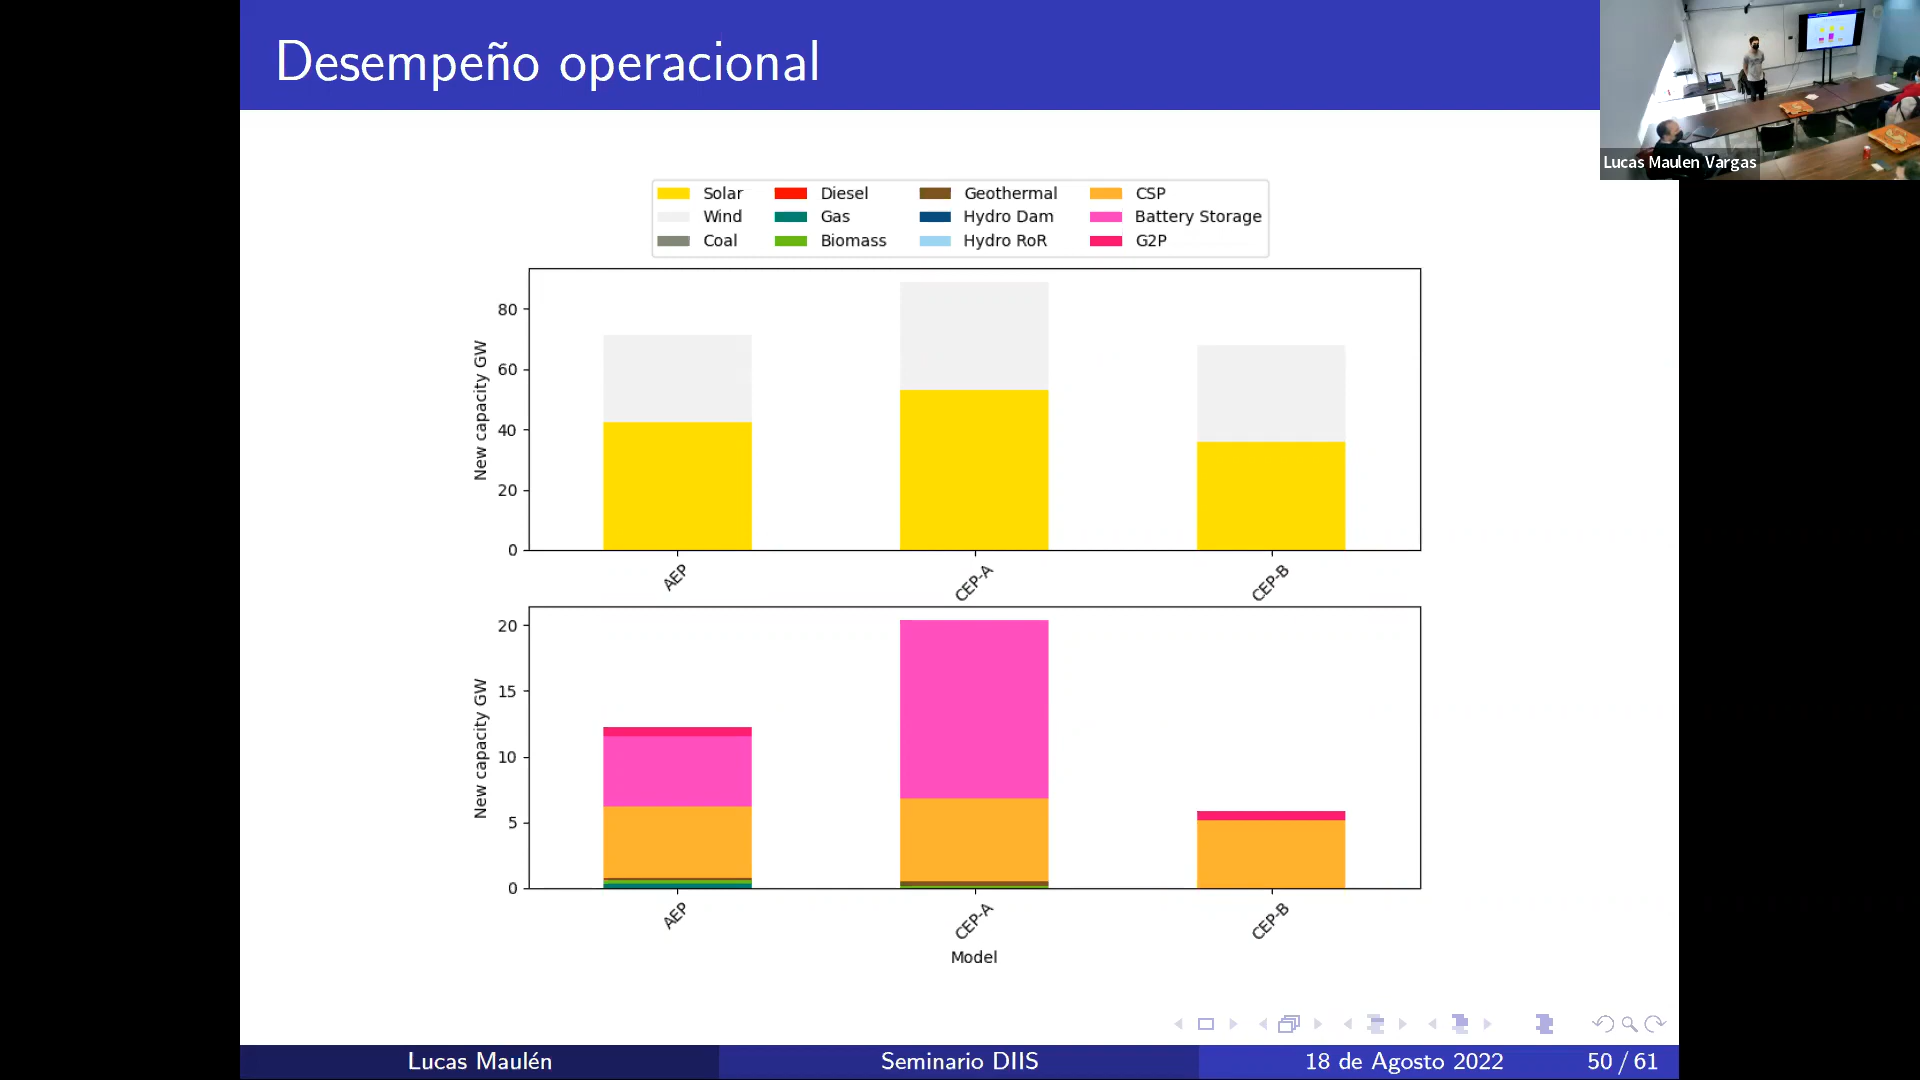 Desempeño operacional
Lucas Maulen Vargas
Solar Diesel Geothermal CSP
Wind Gas Hydro Dam Battery Storage
Coal Biomass Hydro RoR G2P
New capacity GW
80
60
40
20
0
AEP CEP-A CEP-B
New capacity GW
20
15
10
5
0
AEP CEP-A CEP-B
Model
Lucas Maulén Seminario DIIS 18 de Agosto 2022 50 / 61